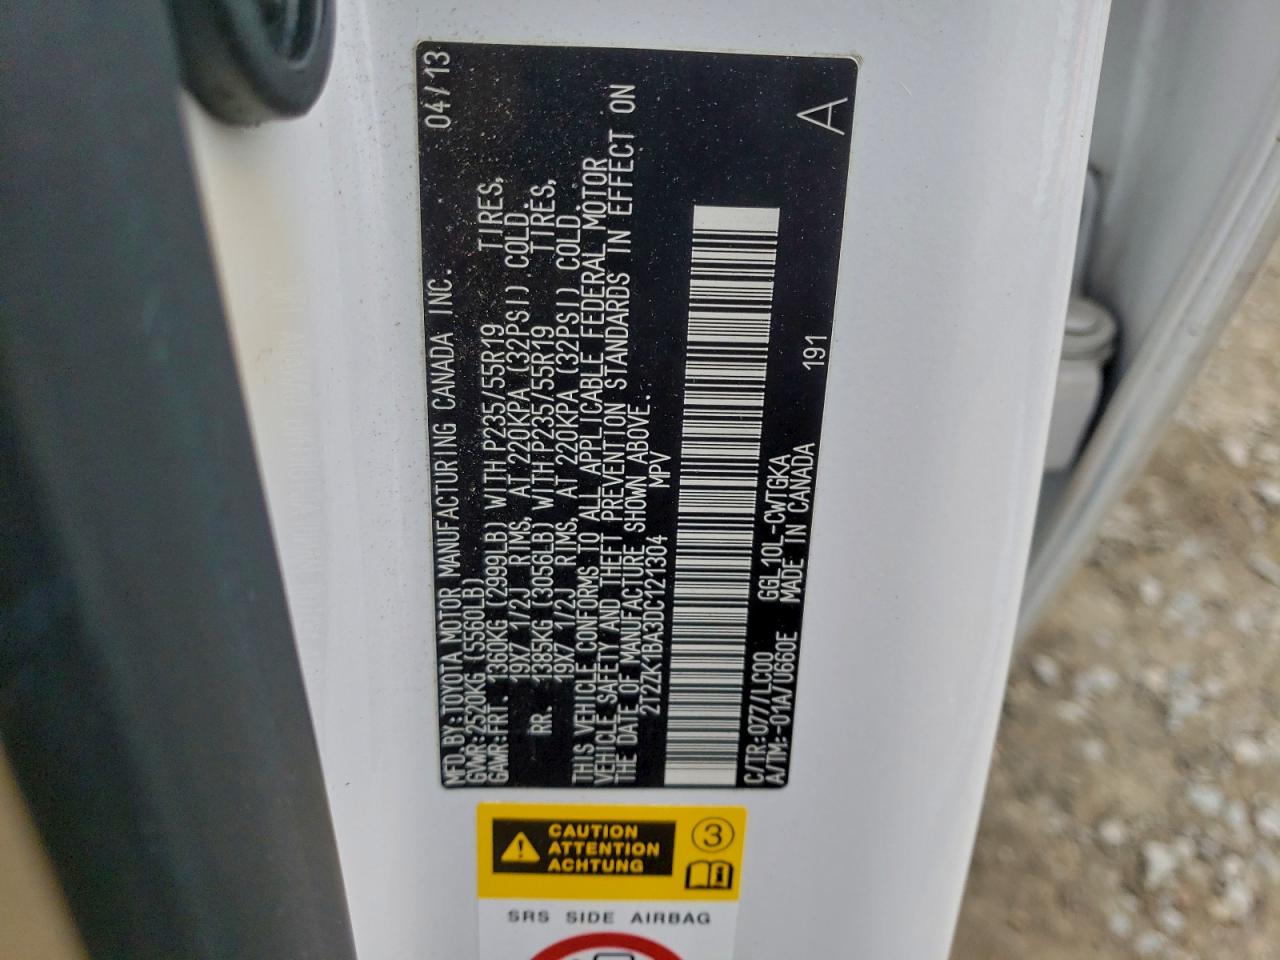 MFD.BY:TOYOTA MOTOR MANUFACTURING CANADA INC. 04/13
GVWR:2520KG(5560LB)
GAWR:FRT. 1360KG (2999LB) WITH P235/55R19 TIRES,
19X7 1/2J RIMS, AT 220KPA (32PSI) COLD.
RR. 1385KG (3056LB) WITH P235/55R19 TIRES,
19X7 1/2J RIMS, AT 220KPA (32PSI) COLD.
THIS VEHICLE CONFORMS TO ALL APPLICABLE FEDERAL MOTOR
VEHICLE SAFETY AND THEFT PREVENTION STANDARDS IN EFFECT ON
THE DATE OF MANUFACTURE SHOWN ABOVE.
2T2ZK1BA3DC121304 MPV
C/TR:077/LC00 GGL10L-CWTGKA 191 A
A/TM:-01A/U660E MADE IN CANADA
CAUTION
ATTENTION
ACHTUNG
3
SRS SIDE AIRBAG